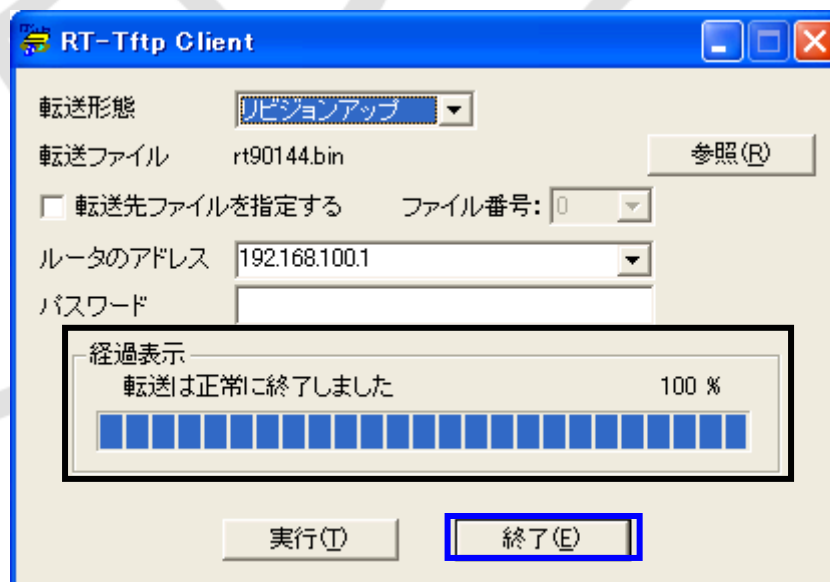 RT-Tftp Client
転送形態 リビジョンアップ
転送ファイル rt90144.bin 参照(R)
転送先ファイルを指定する ファイル番号: 0
ルータのアドレス 192.168.100.1
パスワード
経過表示
転送は正常に終了しました 100 %
実行(T) 終了(E)